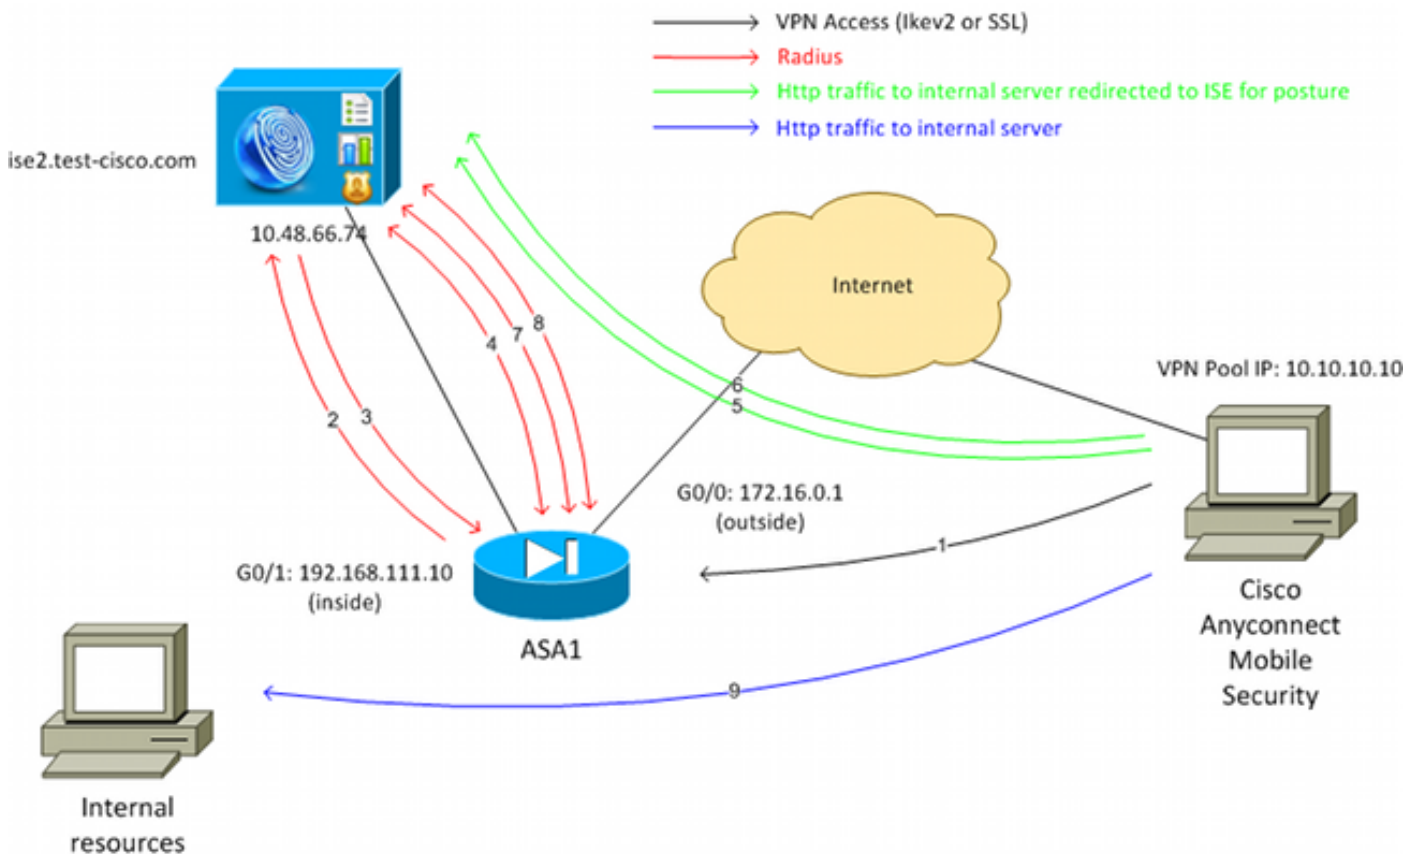 VPN Access (Ikev2 or SSL)
Radius
Http traffic to internal server redirected to ISE for posture
Http traffic to internal server
ise2.test-cisco.com
10.48.66.74
Internet
VPN Pool IP: 10.10.10.10
8
7
4
6
5
3
2
G0/0: 172.16.0.1
(outside)
1
G0/1: 192.168.111.10
(inside)
ASA1
Cisco
Anyconnect
Mobile
Security
9
Internal
resources